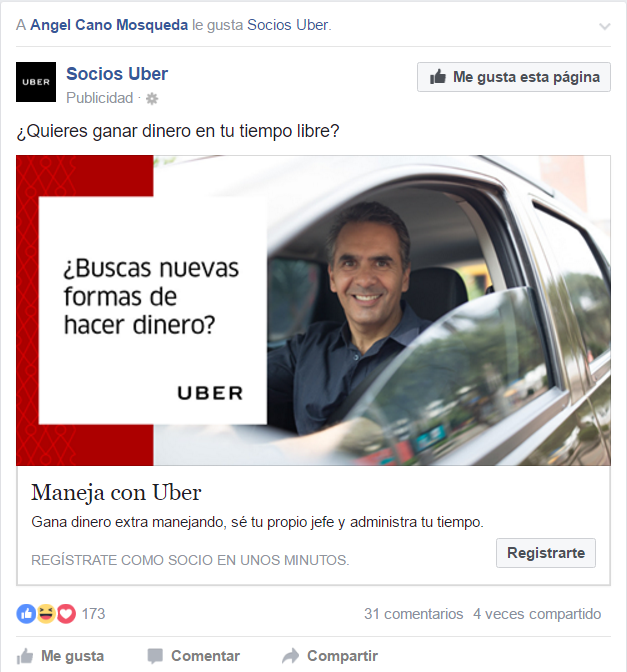 A Angel Cano Mosqueda le gusta Socios Uber.
UBER
Socios Uber
Publicidad ·
Me gusta esta página
¿Quieres ganar dinero en tu tiempo libre?
¿Buscas nuevas
formas de
hacer dinero?
UBER
Maneja con Uber
Gana dinero extra manejando, sé tu propio jefe y administra tu tiempo.
REGÍSTRATE COMO SOCIO EN UNOS MINUTOS.
Registrarte
173
31 comentarios 4 veces compartido
Me gusta Comentar Compartir